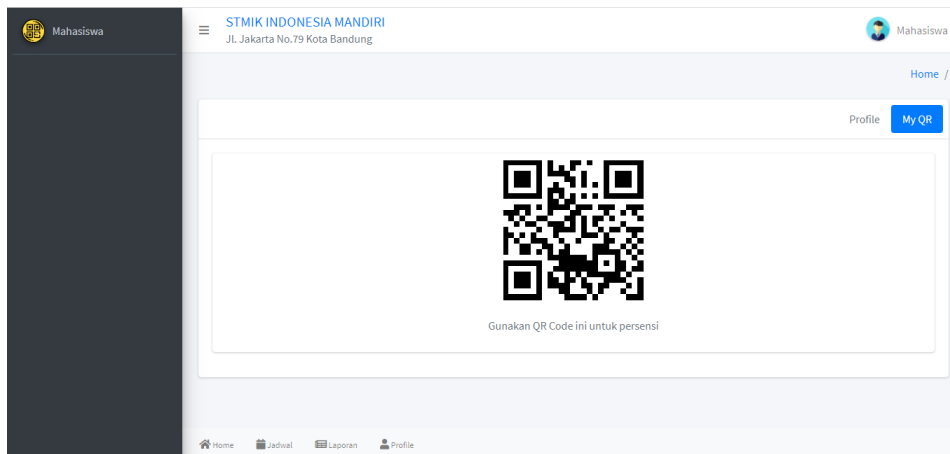 Mahasiswa
STMIK INDONESIA MANDIRI
Jl. Jakarta No.79 Kota Bandung
Mahasiswa
Home /
Profile
My QR
Gunakan QR Code ini untuk persensi
Home
Jadwal
Laporan
Profile